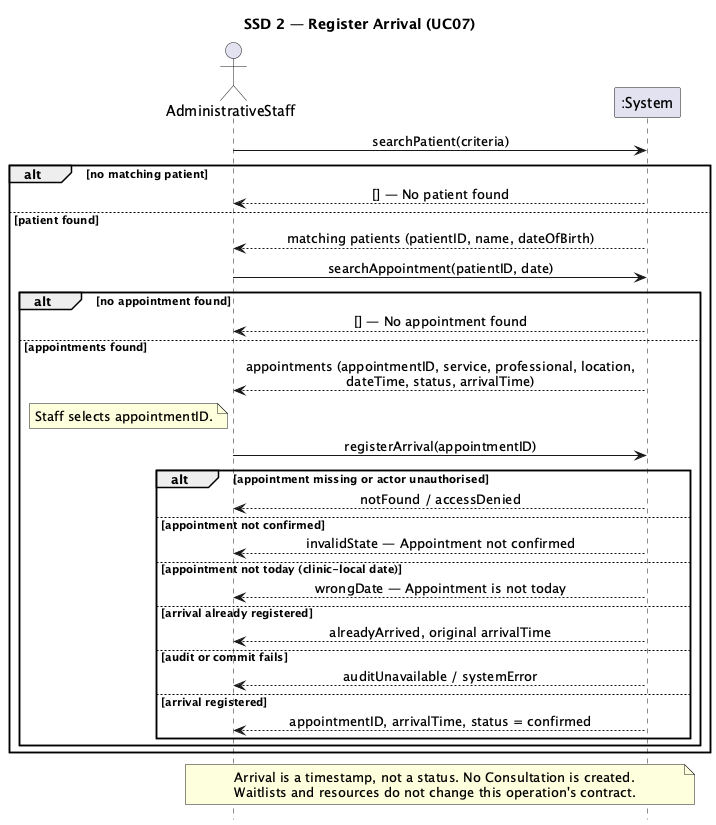 SSD 2 — Register Arrival (UC07)
AdministrativeStaff
:System
searchPatient(criteria)
alt [no matching patient]
[] — No patient found
[patient found]
matching patients (patientID, name, dateOfBirth)
searchAppointment(patientID, date)
alt [no appointment found]
[] — No appointment found
[appointments found]
appointments (appointmentID, service, professional, location,
dateTime, status, arrivalTime)
Staff selects appointmentID.
registerArrival(appointmentID)
alt [appointment missing or actor unauthorised]
notFound / accessDenied
[appointment not confirmed]
invalidState — Appointment not confirmed
[appointment not today (clinic-local date)]
wrongDate — Appointment is not today
[arrival already registered]
alreadyArrived, original arrivalTime
[audit or commit fails]
auditUnavailable / systemError
[arrival registered]
appointmentID, arrivalTime, status = confirmed
Arrival is a timestamp, not a status. No Consultation is created.
Waitlists and resources do not change this operation's contract.